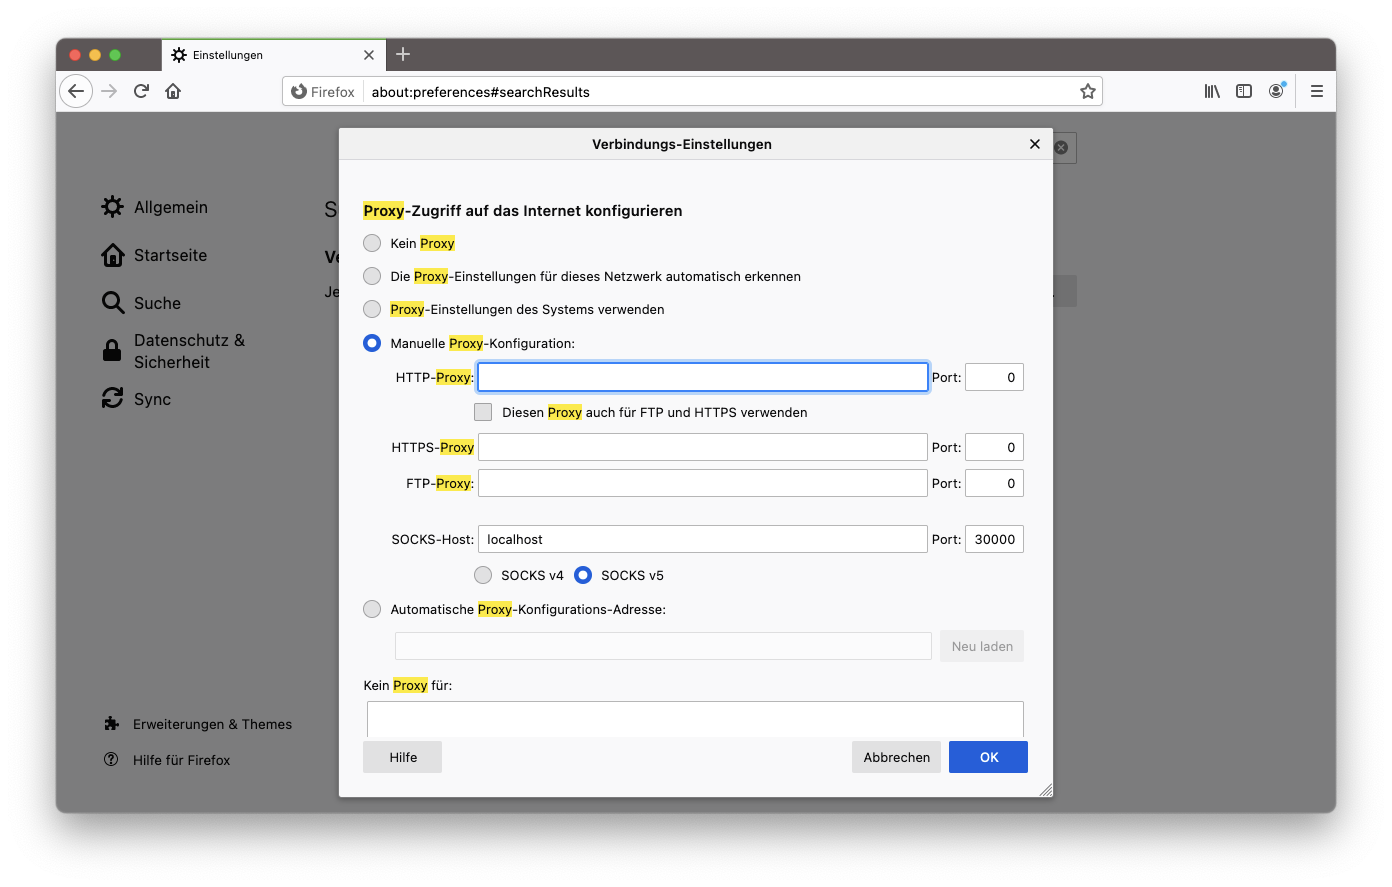 Einstellungen
Firefox about:preferences#searchResults
Verbindungs-Einstellungen
Allgemein
Startseite
Suche
Datenschutz &
Sicherheit
Sync
Erweiterungen & Themes
Hilfe für Firefox
Proxy-Zugriff auf das Internet konfigurieren
Kein Proxy
Die Proxy-Einstellungen für dieses Netzwerk automatisch erkennen
Proxy-Einstellungen des Systems verwenden
Manuelle Proxy-Konfiguration:
HTTP-Proxy: Port: 0
Diesen Proxy auch für FTP und HTTPS verwenden
HTTPS-Proxy Port: 0
FTP-Proxy: Port: 0
SOCKS-Host: localhost Port: 30000
SOCKS v4 SOCKS v5
Automatische Proxy-Konfigurations-Adresse:
Neu laden
Kein Proxy für:
Hilfe Abbrechen OK